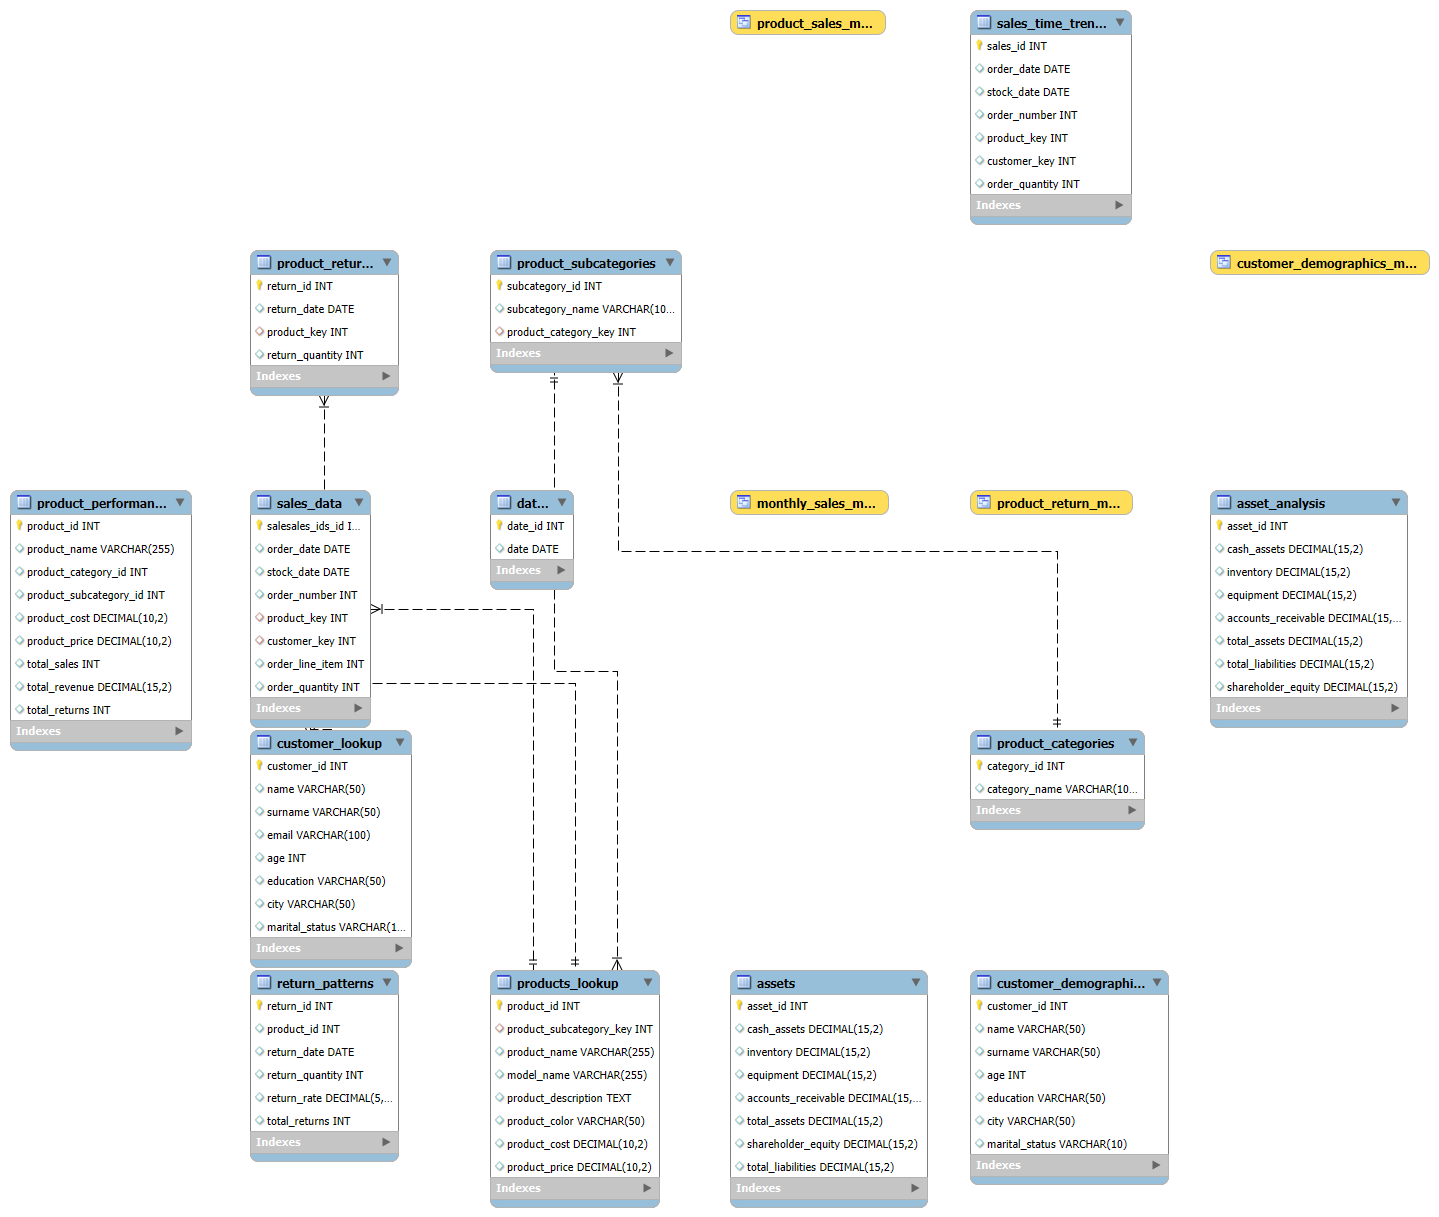 product_sales_m...
sales_time_tren...
sales_id INT
order_date DATE
stock_date DATE
order_number INT
product_key INT
customer_key INT
order_quantity INT
Indexes
product_retur...
return_id INT
return_date DATE
product_key INT
return_quantity INT
Indexes
product_subcategories
subcategory_id INT
subcategory_name VARCHAR(10...
product_category_key INT
Indexes
customer_demographics_m...
product_performan...
product_id INT
product_name VARCHAR(255)
product_category_id INT
product_subcategory_id INT
product_cost DECIMAL(10,2)
product_price DECIMAL(10,2)
total_sales INT
total_revenue DECIMAL(15,2)
total_returns INT
Indexes
sales_data
salesales_ids_id I...
order_date DATE
stock_date DATE
order_number INT
product_key INT
customer_key INT
order_line_item INT
order_quantity INT
Indexes
dat...
date_id INT
date DATE
Indexes
monthly_sales_m...
product_return_m...
asset_analysis
asset_id INT
cash_assets DECIMAL(15,2)
inventory DECIMAL(15,2)
equipment DECIMAL(15,2)
accounts_receivable DECIMAL(15,...
total_assets DECIMAL(15,2)
total_liabilities DECIMAL(15,2)
shareholder_equity DECIMAL(15,2)
Indexes
customer_lookup
customer_id INT
name VARCHAR(50)
surname VARCHAR(50)
email VARCHAR(100)
age INT
education VARCHAR(50)
city VARCHAR(50)
marital_status VARCHAR(1...
Indexes
product_categories
category_id INT
category_name VARCHAR(10...
Indexes
return_patterns
return_id INT
product_id INT
return_date DATE
return_quantity INT
return_rate DECIMAL(5,...
total_returns INT
Indexes
products_lookup
product_id INT
product_subcategory_key INT
product_name VARCHAR(255)
model_name VARCHAR(255)
product_description TEXT
product_color VARCHAR(50)
product_cost DECIMAL(10,2)
product_price DECIMAL(10,2)
Indexes
assets
asset_id INT
cash_assets DECIMAL(15,2)
inventory DECIMAL(15,2)
equipment DECIMAL(15,2)
accounts_receivable DECIMAL(15,...
total_assets DECIMAL(15,2)
shareholder_equity DECIMAL(15,2)
total_liabilities DECIMAL(15,2)
Indexes
customer_demographi...
customer_id INT
name VARCHAR(50)
surname VARCHAR(50)
age INT
education VARCHAR(50)
city VARCHAR(50)
marital_status VARCHAR(10)
Indexes